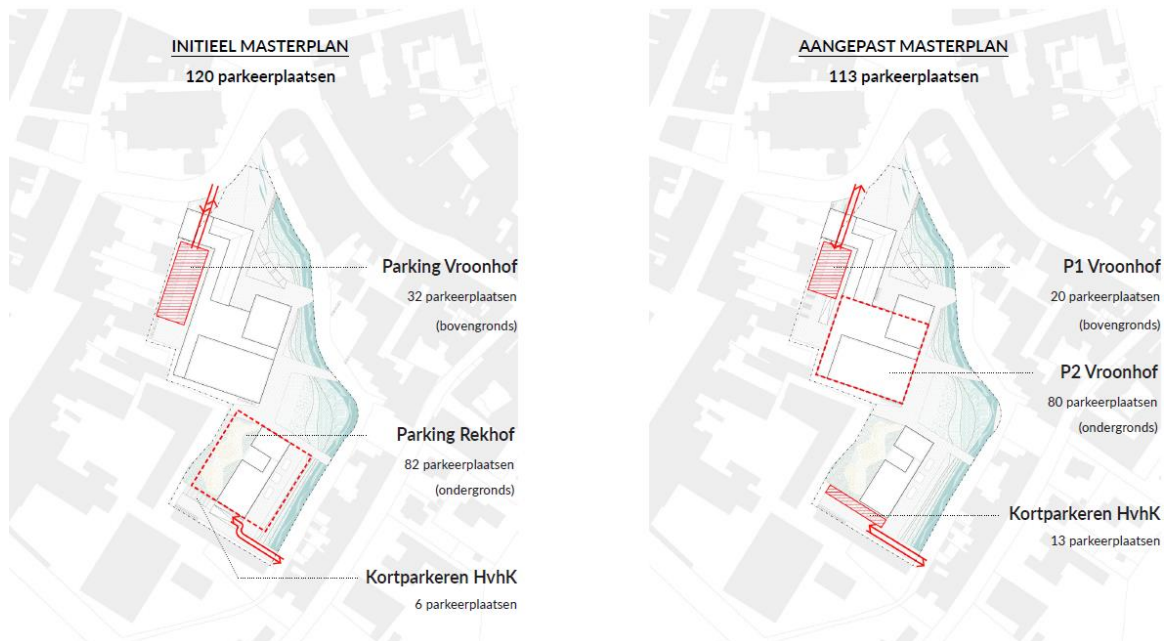 INITIEEL MASTERPLAN
120 parkeerplaatsen
Parking Vroonhof
32 parkeerplaatsen
(bovengronds)
Parking Rekhof
82 parkeerplaatsen
(ondergronds)
Kortparkeren HvhK
6 parkeerplaatsen
AANGEPAST MASTERPLAN
113 parkeerplaatsen
P1 Vroonhof
20 parkeerplaatsen
(bovengronds)
P2 Vroonhof
80 parkeerplaatsen
(ondergronds)
Kortparkeren HvhK
13 parkeerplaatsen